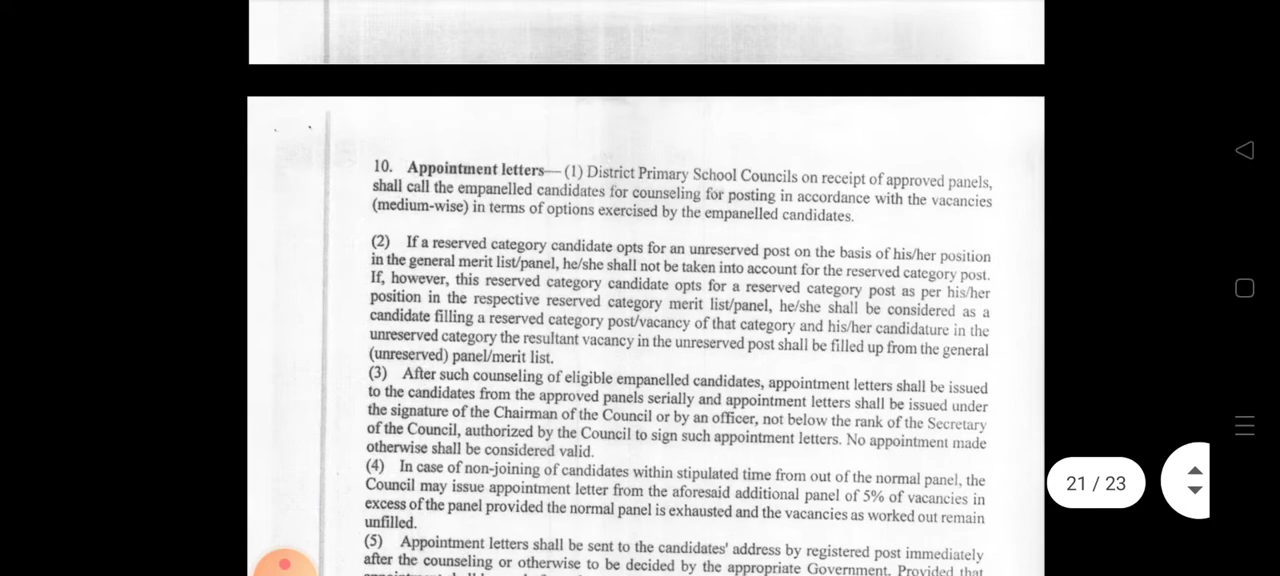 10. Appointment letters— (1) District Primary School Councils on receipt of approved panels,
shall call the empanelled candidates for counseling for posting in accordance with the vacancies
(medium-wise) in terms of options exercised by the empanelled candidates.
(2) If a reserved category candidate opts for an unreserved post on the basis of his/her position
in the general merit list/panel, he/she shall not be taken into account for the reserved category post.
If, however, this reserved category candidate opts for a reserved category post as per his/her
position in the respective reserved category merit list/panel, he/she shall be considered as a
candidate filling a reserved category post/vacancy of that category and his/her candidature in the
unreserved category the resultant vacancy in the unreserved post shall be filled up from the general
(unreserved) panel/merit list.
(3) After such counseling of eligible empanelled candidates, appointment letters shall be issued
to the candidates from the approved panels serially and appointment letters shall be issued under
the signature of the Chairman of the Council or by an officer, not below the rank of the Secretary
of the Council, authorized by the Council to sign such appointment letters. No appointment made
otherwise shall be considered valid.
(4) In case of non-joining of candidates within stipulated time from out of the normal panel, the
Council may issue appointment letter from the aforesaid additional panel of 5% of vacancies in
excess of the panel provided the normal panel is exhausted and the vacancies as worked out remain
unfilled.
(5) Appointment letters shall be sent to the candidates' address by registered post immediately
after the counseling or otherwise to be decided by the appropriate Government. Provided that
21 / 23